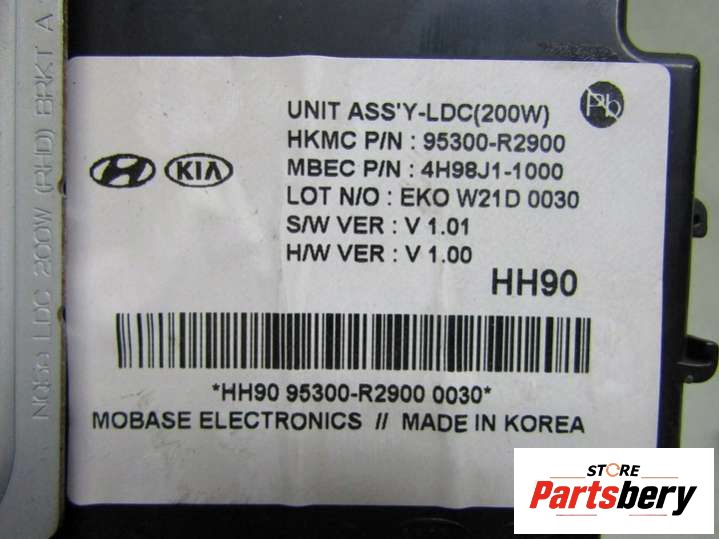 Pb
UNIT ASS'Y-LDC(200W)
HKMC P/N : 95300-R2900
MBEC P/N : 4H98J1-1000
LOT N/O : EKO W21D 0030
S/W VER : V 1.01
H/W VER : V 1.00
KIA
HH90
*HH90 95300-R2900 0030*
MOBASE ELECTRONICS // MADE IN KOREA
LDC 200W (RHD) BRKT A
STORE
Partsbery